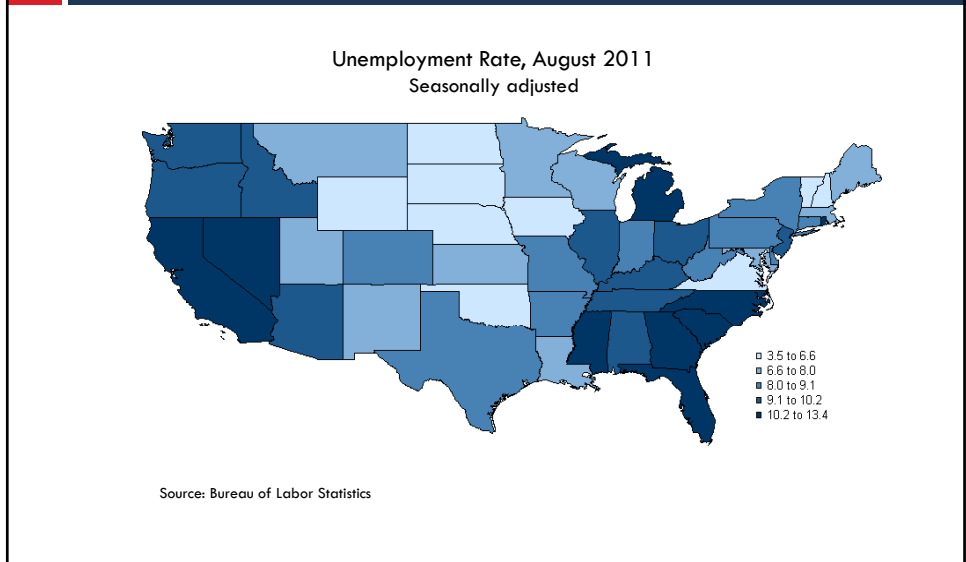 Unemployment Rate, August 2011
Seasonally adjusted
3.5 to 6.6
6.6 to 8.0
8.0 to 9.1
9.1 to 10.2
10.2 to 13.4
Source: Bureau of Labor Statistics